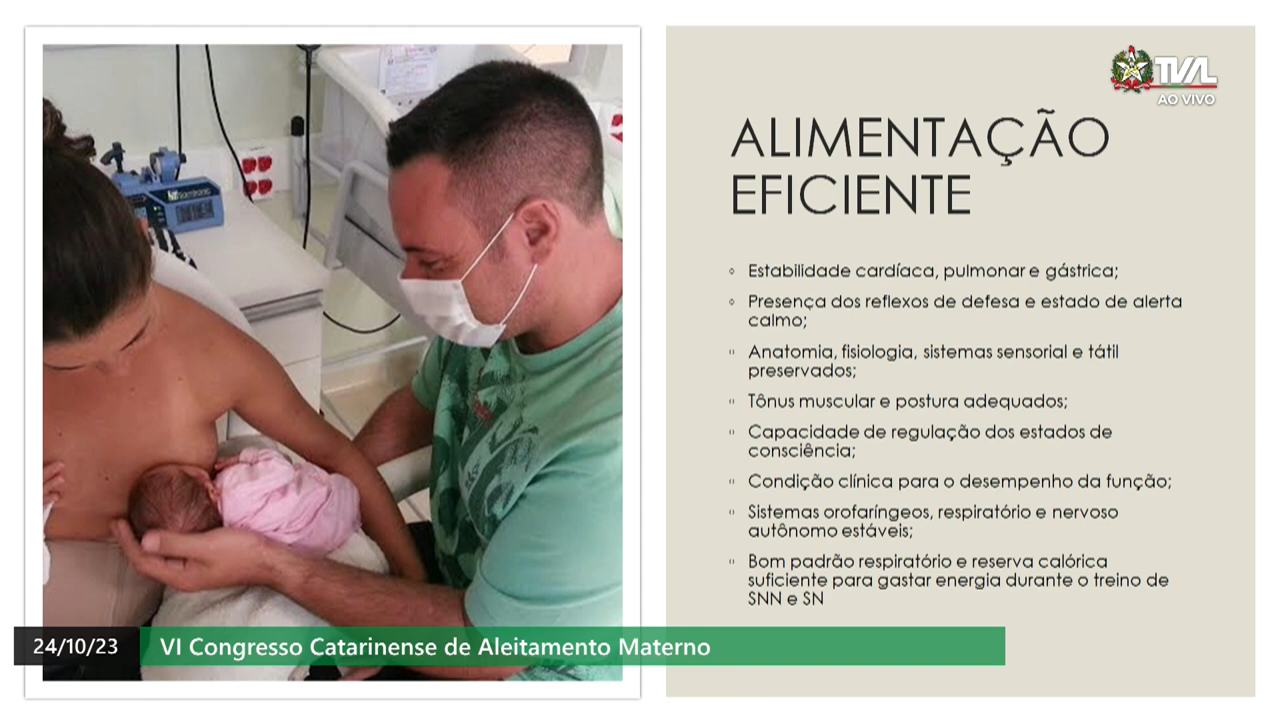 TVAL
AO VIVO
ALIMENTAÇÃO
EFICIENTE
Estabilidade cardíaca, pulmonar e gástrica;
Presença dos reflexos de defesa e estado de alerta
calmo;
Anatomia, fisiologia, sistemas sensorial e tátil
preservados;
Tônus muscular e postura adequados;
Capacidade de regulação dos estados de
consciência;
Condição clínica para o desempenho da função;
Sistemas orofaríngeos, respiratório e nervoso
autônomo estáveis;
Bom padrão respiratório e reserva calórica
suficiente para gastar energia durante o treino de
SNN e SN
24/10/23 VI Congresso Catarinense de Aleitamento Materno